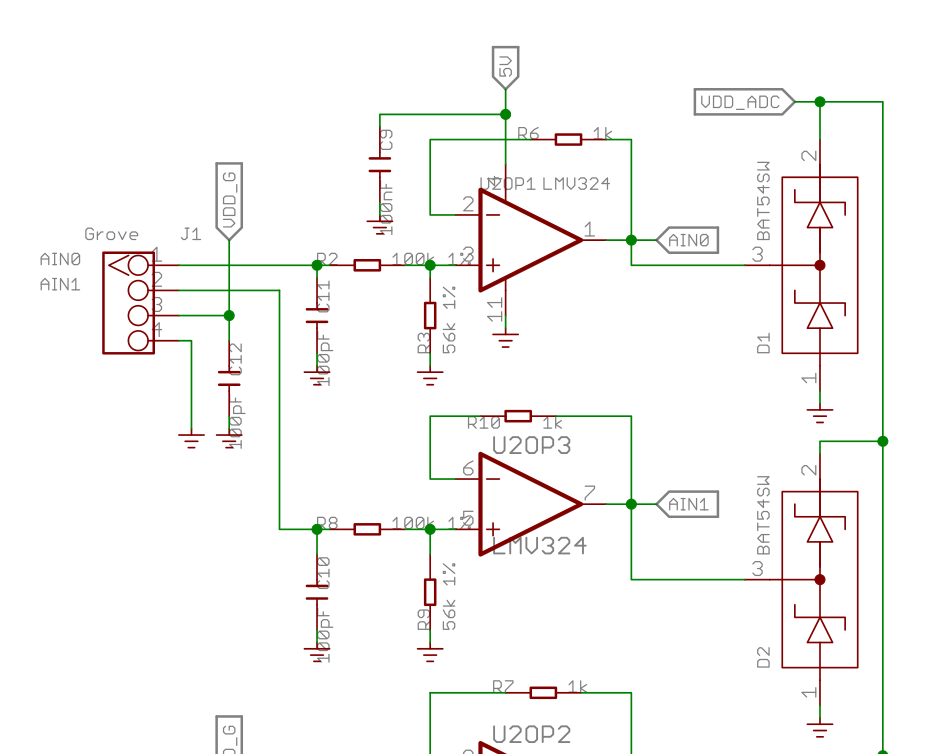 5V
VDD_ADC
C9
100nF
R6 1k
2
U2OP1 LMV324
4
BAT54SW
VDD_G
2
1
AIN0
Grove J1
AIN0
1
R2 100k 1%
3
3
AIN1
2
C11
3
56k 1%
11
R3
D1
4
C12
100pF
1
100pF
R10 1k
U2OP3
6
2
BAT54SW
7
AIN1
R8 100k 1%
5
LMV324
3
C10
56k 1%
R9
100pF
D2
R7 1k
1
D_G
U2OP2